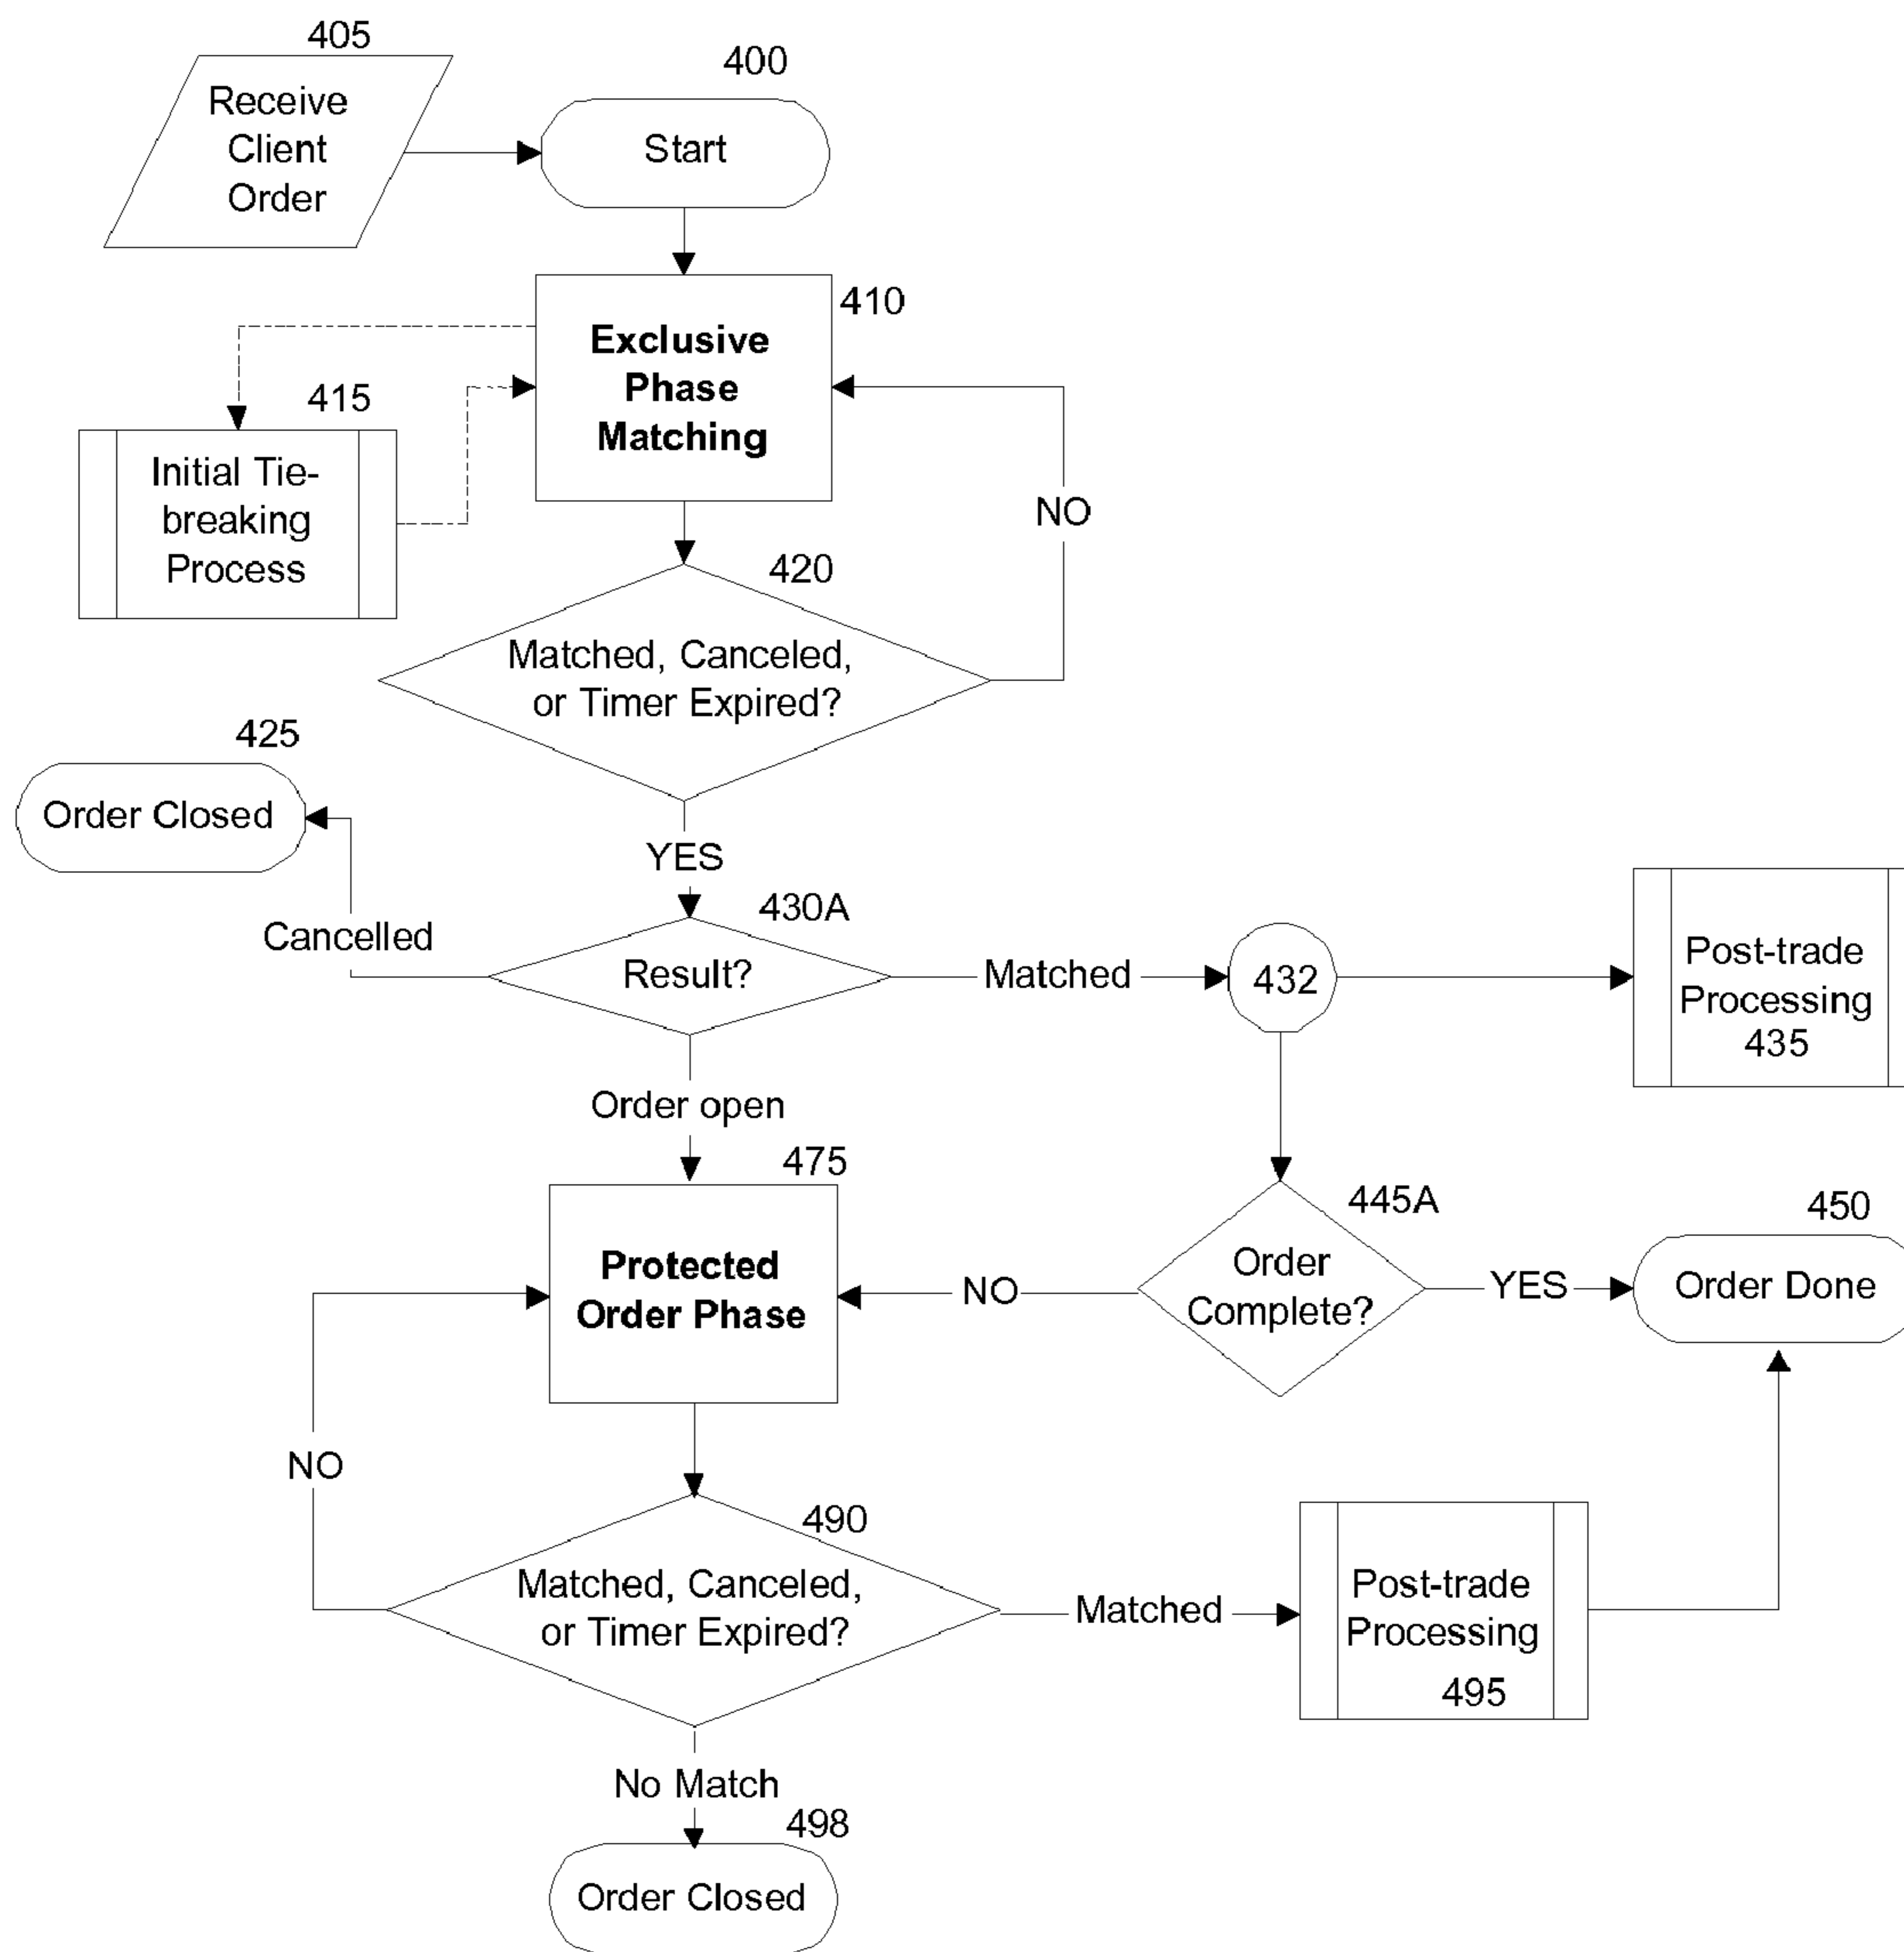 405
Receive
Client
Order
400
Start
410
Exclusive
Phase
Matching
415
Initial Tie-
breaking
Process
NO
420
Matched, Canceled,
or Timer Expired?
425
Order Closed
YES
Cancelled
430A
Result?
Matched
432
Post-trade
Processing
435
Order open
475
Protected
Order Phase
NO
445A
Order
Complete?
YES
450
Order Done
NO
490
Matched, Canceled,
or Timer Expired?
Matched
Post-trade
Processing
495
No Match
498
Order Closed